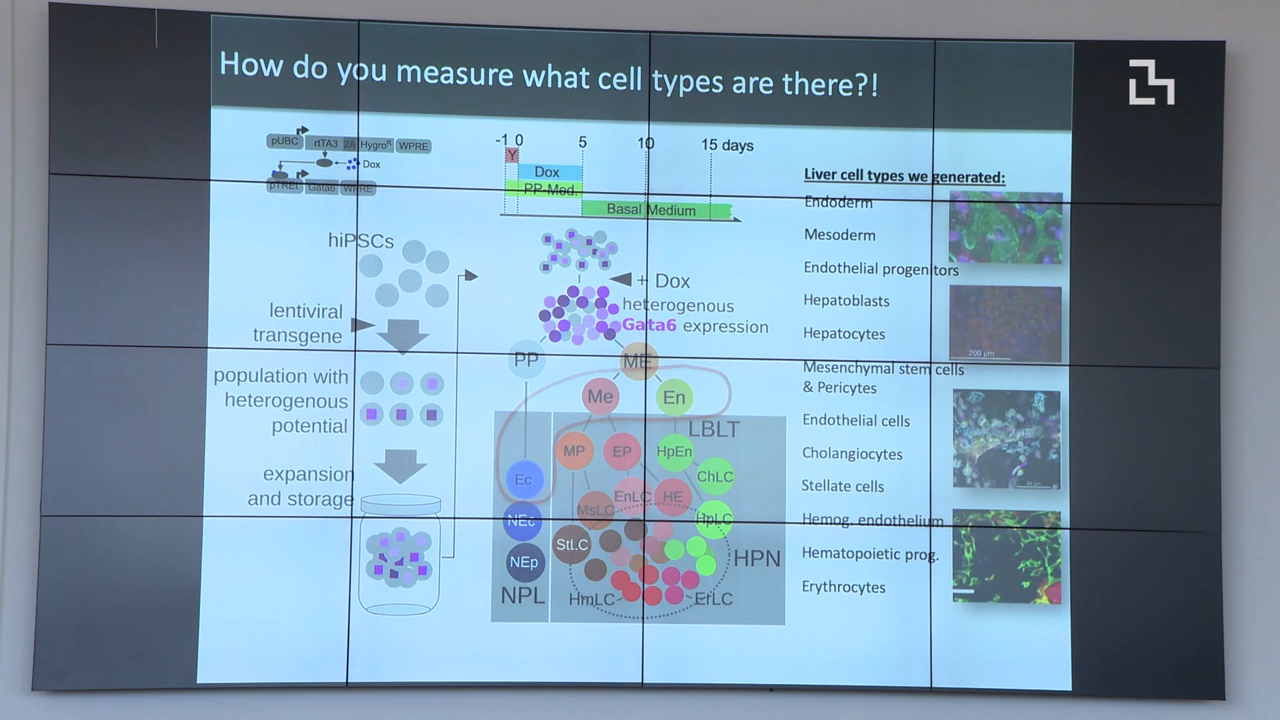 How do you measure what cell types are there?!
pUBC
rtTA3 2A HygroR
WPRE
Dox
pTREt
Gata6
WPRE
-1 0 5 10 15 days
Y
Dox
PP-Med.
Basal Medium
hiPSCs
lentiviral
transgene
population with
heterogenous
potential
expansion
and storage
+ Dox
heterogenous
Gata6 expression
PP
ME
Me
En
LBLT
MP
EP
HpEn
Ec
ChLC
EnLC
HE
MsLC
NEc
HpLC
StLC
NEp
HPN
NPL
HmLC
ErLC
Liver cell types we generated:
Endoderm
Mesoderm
Endothelial progenitors
Hepatoblasts
Hepatocytes
Mesenchymal stem cells
& Pericytes
Endothelial cells
Cholangiocytes
Stellate cells
Hemog. endothelium
Hematopoietic prog.
Erythrocytes
200 µm